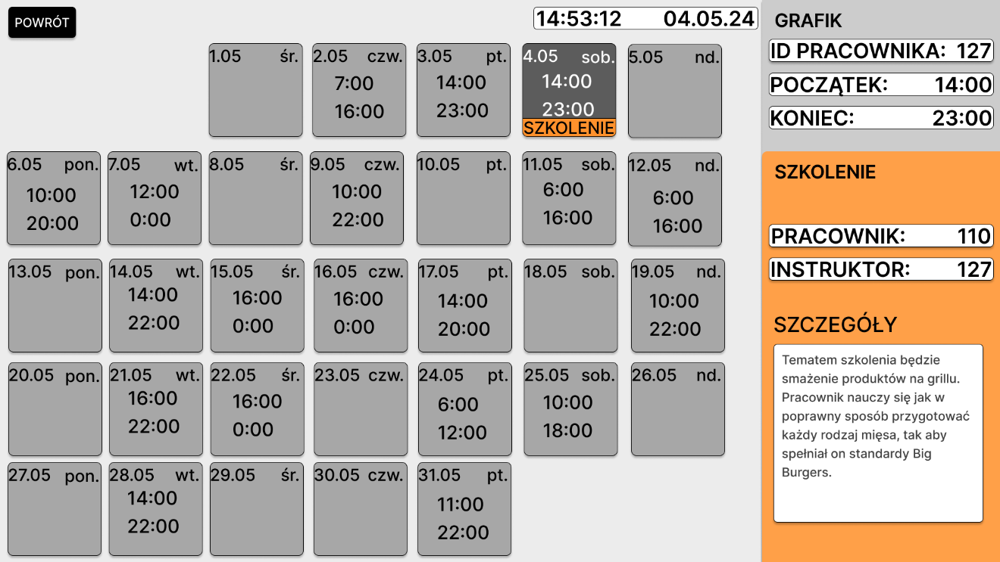 POWRÓT
14:53:12 04.05.24
1.05 śr.
2.05 czw.
7:00
16:00
3.05 pt.
14:00
23:00
4.05 sob.
14:00
23:00
SZKOLENIE
5.05 nd.
6.05 pon.
10:00
20:00
7.05 wt.
12:00
0:00
8.05 śr.
9.05 czw.
10:00
22:00
10.05 pt.
11.05 sob.
6:00
16:00
12.05 nd.
6:00
16:00
13.05 pon.
14.05 wt.
14:00
22:00
15.05 śr.
16:00
0:00
16.05 czw.
16:00
0:00
17.05 pt.
14:00
20:00
18.05 sob.
19.05 nd.
10:00
22:00
20.05 pon.
21.05 wt.
16:00
22:00
22.05 śr.
16:00
0:00
23.05 czw.
24.05 pt.
6:00
12:00
25.05 sob.
10:00
18:00
26.05 nd.
27.05 pon.
28.05 wt.
14:00
22:00
29.05 śr.
30.05 czw.
31.05 pt.
11:00
22:00
GRAFIK
ID PRACOWNIKA: 127
POCZĄTEK: 14:00
KONIEC: 23:00
SZKOLENIE
PRACOWNIK: 110
INSTRUKTOR: 127
SZCZEGÓŁY
Tematem szkolenia będzie
smażenie produktów na grillu.
Pracownik nauczy się jak w
poprawny sposób przygotować
każdy rodzaj mięsa, tak aby
spełniał on standardy Big
Burgers.